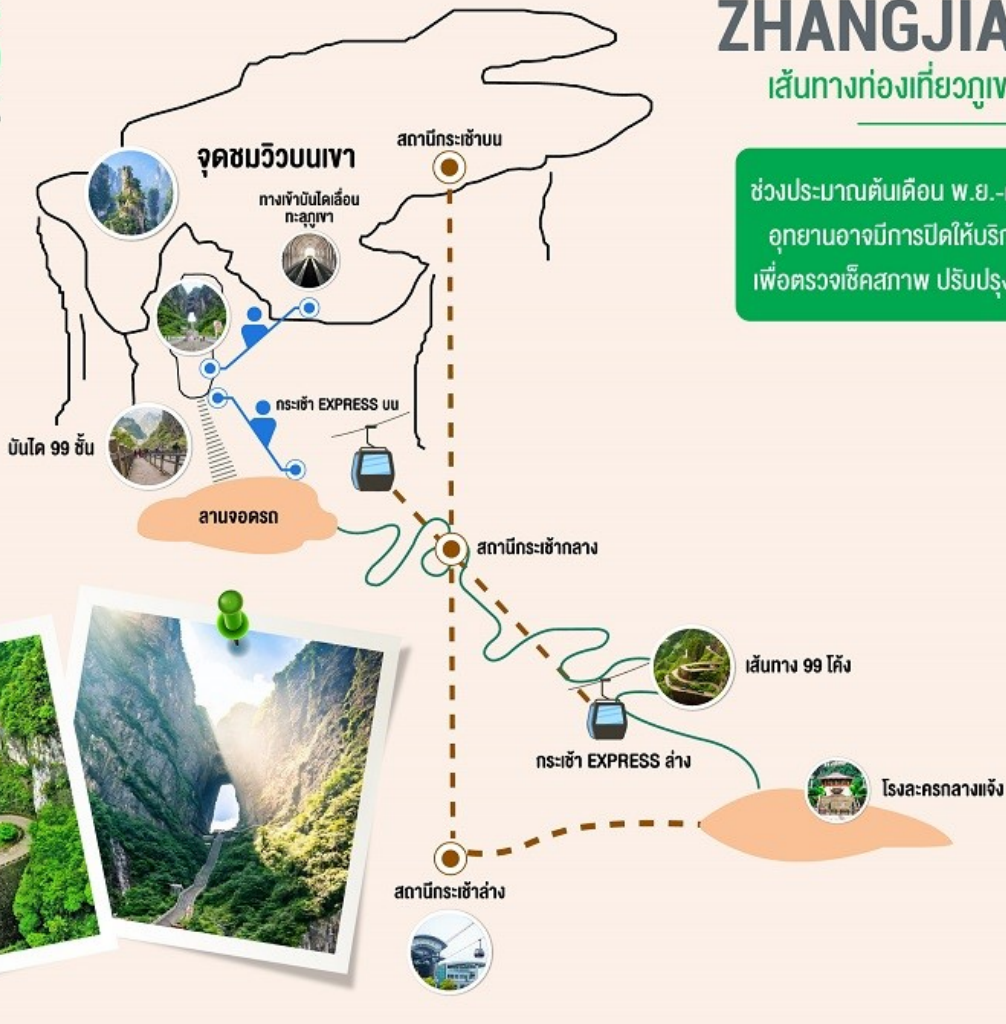 ZHANGJIA
เส้นทางท่องเที่ยวภูเข
ช่วงประมาณต้นเดือน พ.ย.-
อุทยานอาจมีการปิดให้บริก
เพื่อตรวจเช็คสภาพ ปรับปรุง
สถานีกระเช้าบน
จุดชมวิวบนเขา
ทางเข้าบันไดเลื่อน
ทะลุภูเขา
กระเช้า EXPRESS บน
บันได 99 ชั้น
ลานจอดรถ
สถานีกระเช้ากลาง
เส้นทาง 99 โค้ง
กระเช้า EXPRESS ล่าง
โรงละครกลางแจ้ง
สถานีกระเช้าล่าง